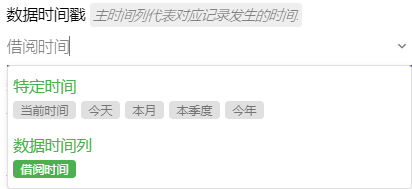 数据时间戳 主时间列代表对应记录发生的时间.
借阅时间
特定时间
当前时间 今天 本月 本季度 今年
数据时间列
借阅时间